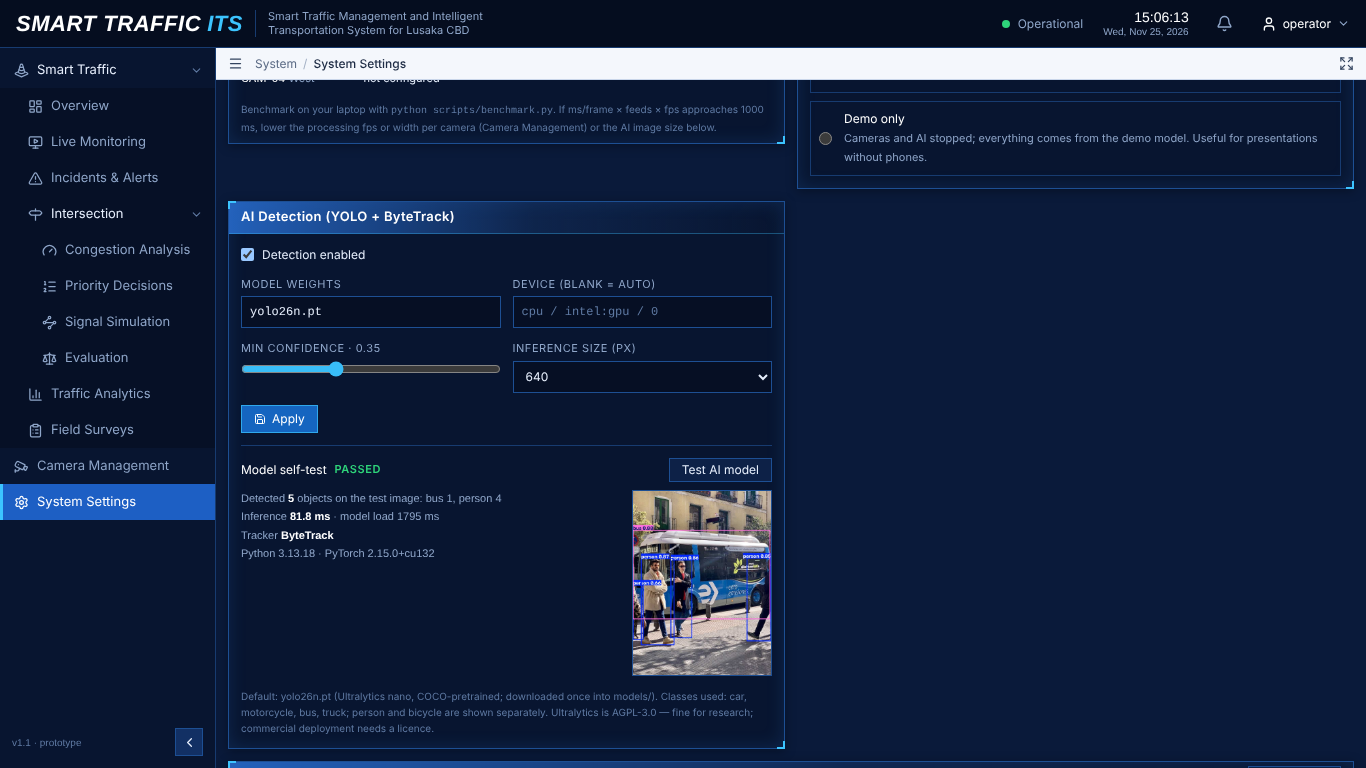 SMART TRAFFIC ITS
Smart Traffic Management and Intelligent
Transportation System for Lusaka CBD
Operational
15:06:13
Wed, Nov 25, 2026
operator
Smart Traffic
Overview
Live Monitoring
Incidents & Alerts
Intersection
Congestion Analysis
Priority Decisions
Signal Simulation
Evaluation
Traffic Analytics
Field Surveys
Camera Management
System Settings
v1.1 · prototype
System / System Settings
not configured
Benchmark on your laptop with python scripts/benchmark.py. If ms/frame × feeds × fps approaches 1000
ms, lower the processing fps or width per camera (Camera Management) or the AI image size below.
Demo only
Cameras and AI stopped; everything comes from the demo model. Useful for presentations
without phones.
AI Detection (YOLO + ByteTrack)
Detection enabled
MODEL WEIGHTS
DEVICE (BLANK = AUTO)
yolo26n.pt
cpu / intel:gpu / 0
MIN CONFIDENCE · 0.35
INFERENCE SIZE (PX)
640
Apply
Model self-test PASSED
Test AI model
Detected 5 objects on the test image: bus 1, person 4
Inference 81.8 ms · model load 1795 ms
Tracker ByteTrack
Python 3.13.18 · PyTorch 2.15.0+cu132
Default: yolo26n.pt (Ultralytics nano, COCO-pretrained; downloaded once into models/). Classes used: car,
motorcycle, bus, truck; person and bicycle are shown separately. Ultralytics is AGPL-3.0 — fine for research;
commercial deployment needs a licence.